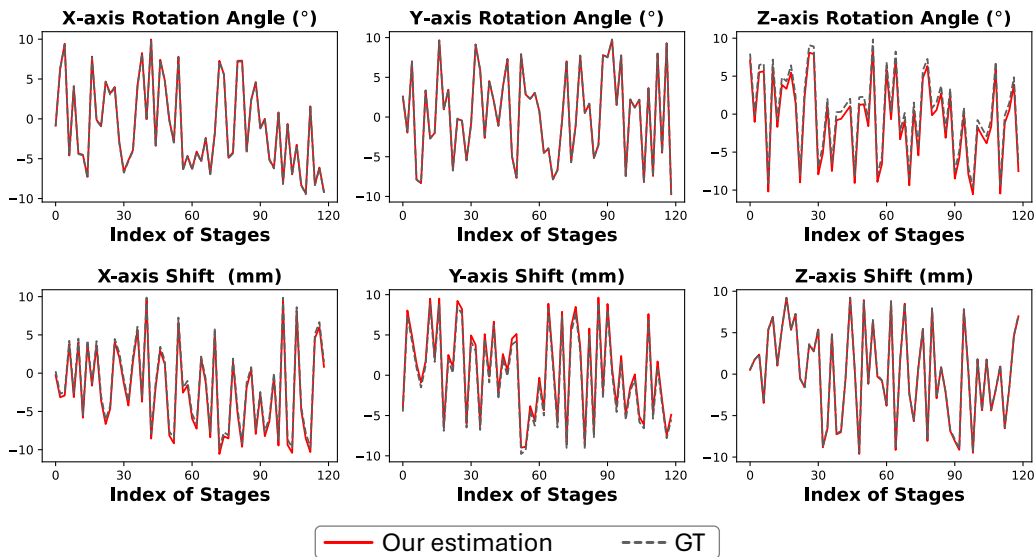 X-axis Rotation Angle (°)
Y-axis Rotation Angle (°)
Z-axis Rotation Angle (°)
10
5
0
−5
−10
0 30 60 90 120
Index of Stages
10
5
0
−5
−10
0 30 60 90 120
Index of Stages
10
5
0
−5
−10
0 30 60 90 120
Index of Stages
X-axis Shift (mm)
Y-axis Shift (mm)
Z-axis Shift (mm)
10
5
0
−5
−10
0 30 60 90 120
Index of Stages
10
5
0
−5
−10
0 30 60 90 120
Index of Stages
10
5
0
−5
−10
0 30 60 90 120
Index of Stages
Our estimation
GT